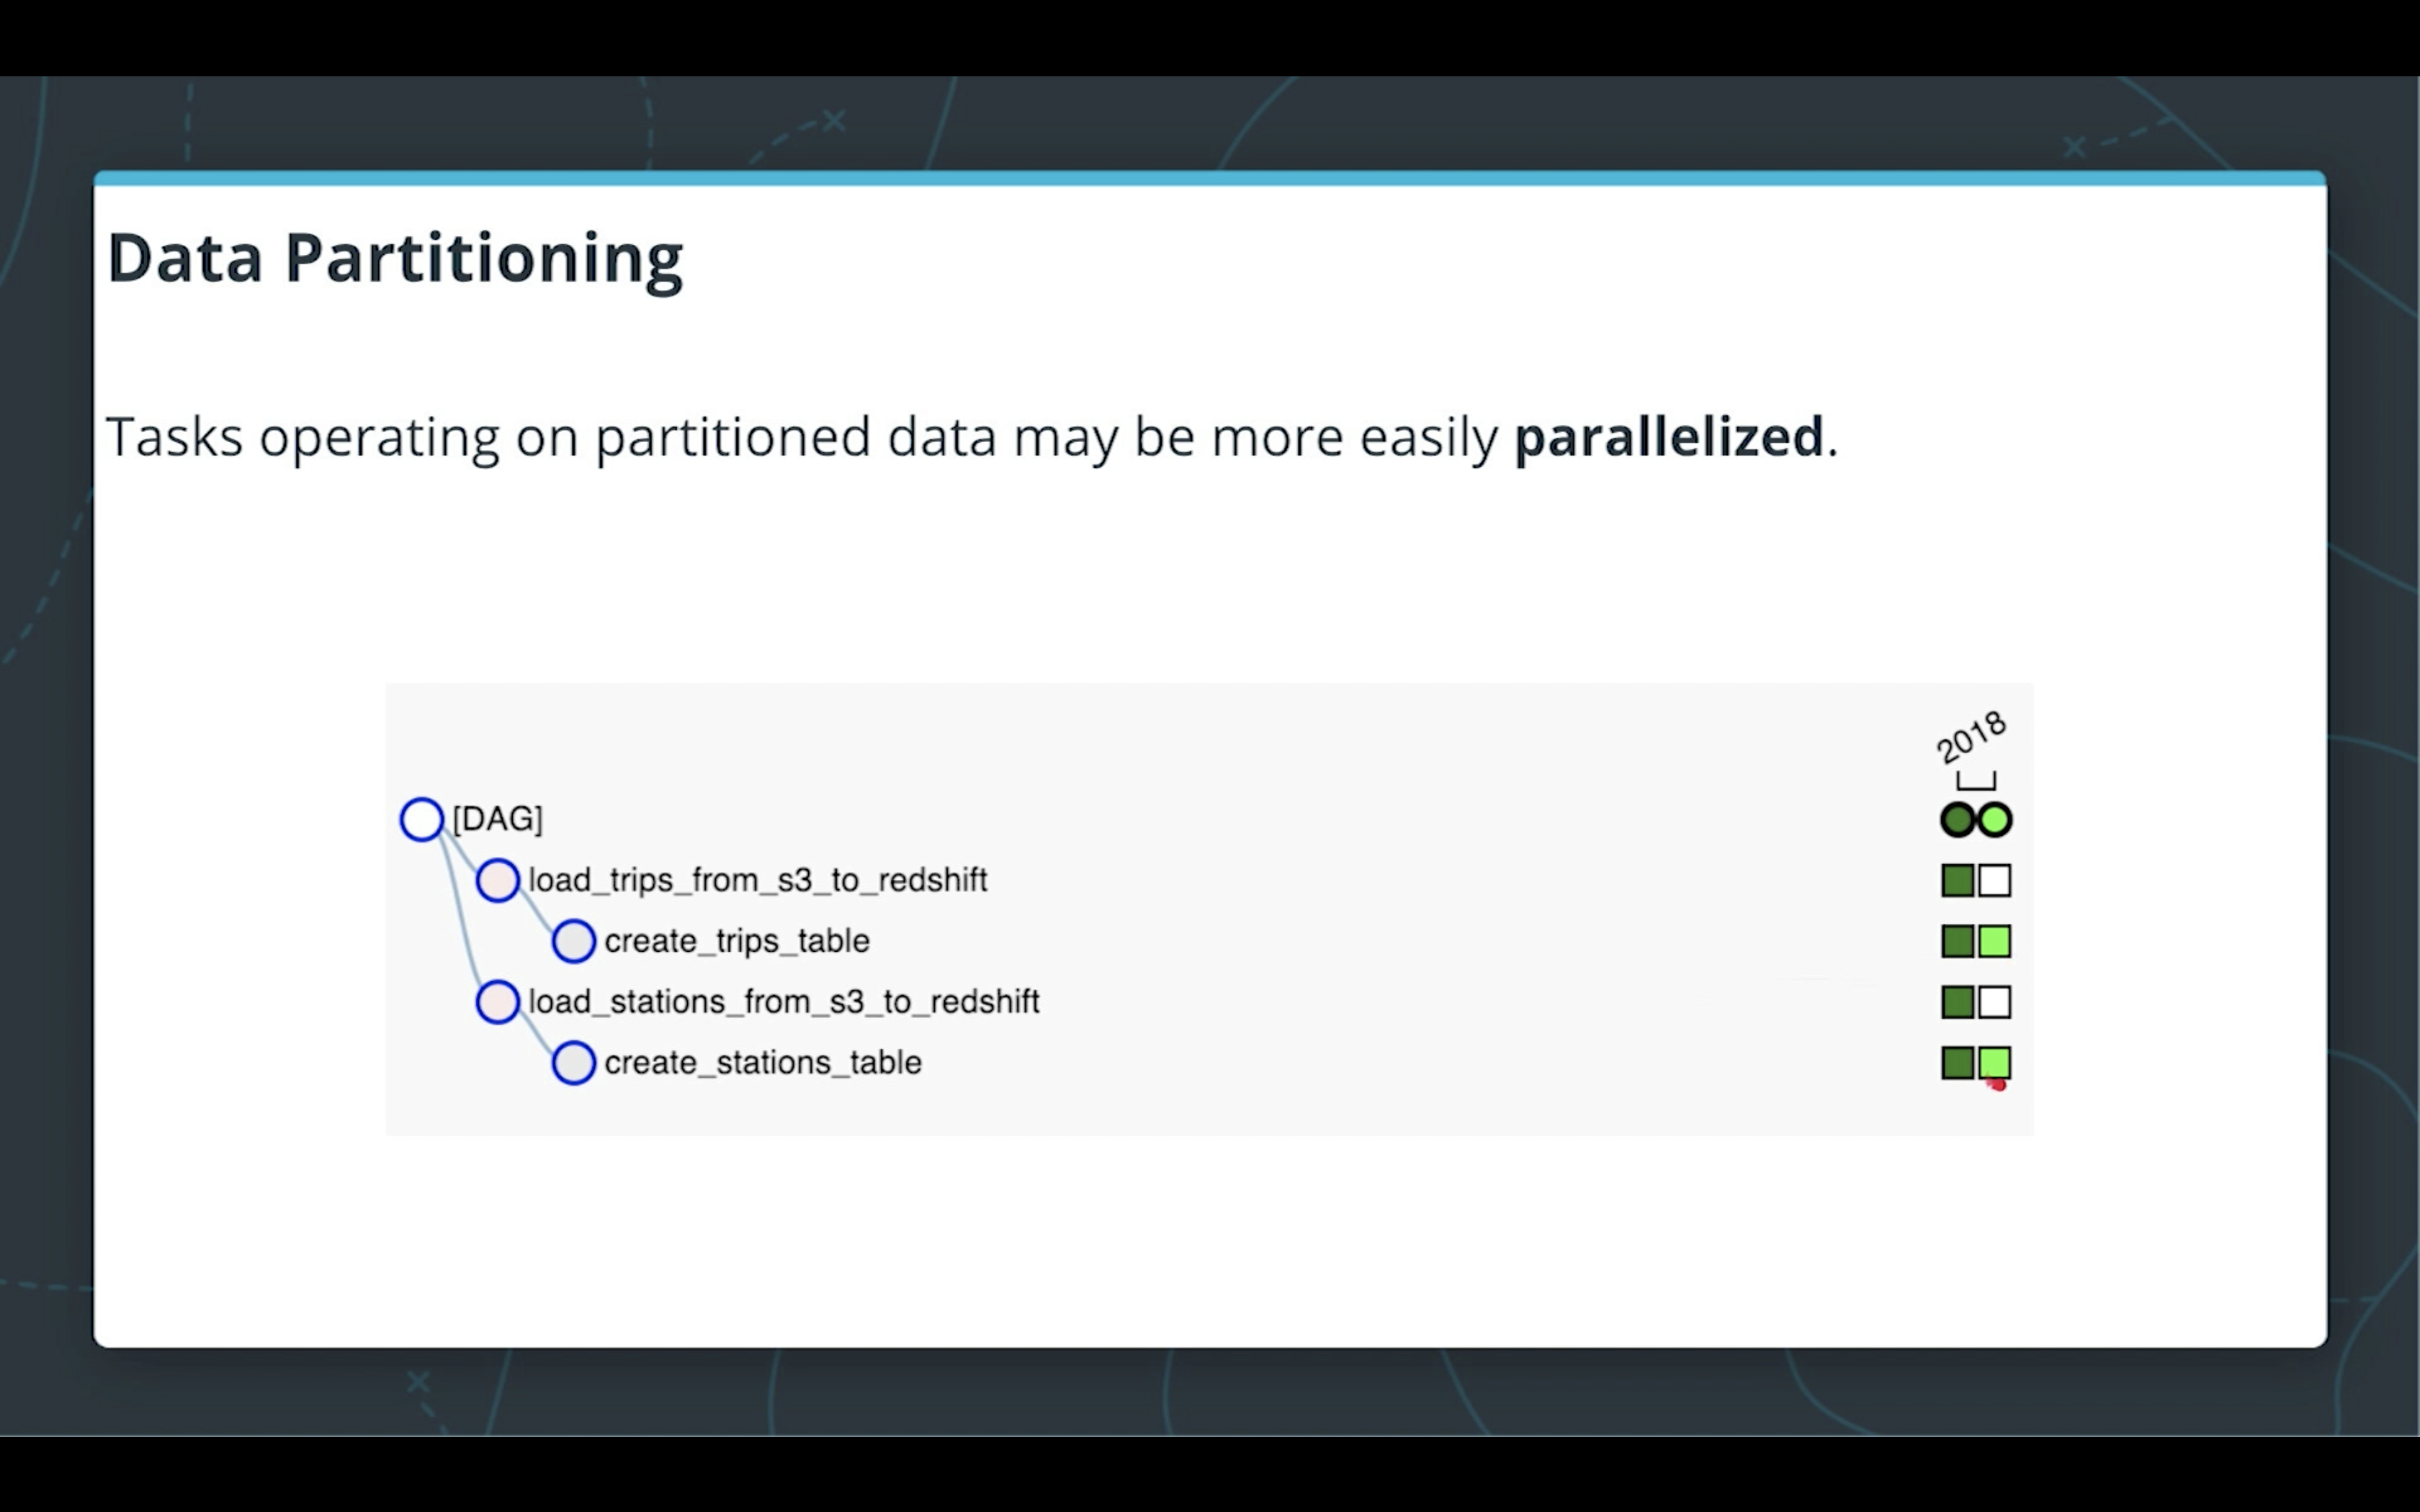 Data Partitioning
Tasks operating on partitioned data may be more easily parallelized.
2018
[DAG]
load_trips_from_s3_to_redshift
create_trips_table
load_stations_from_s3_to_redshift
create_stations_table